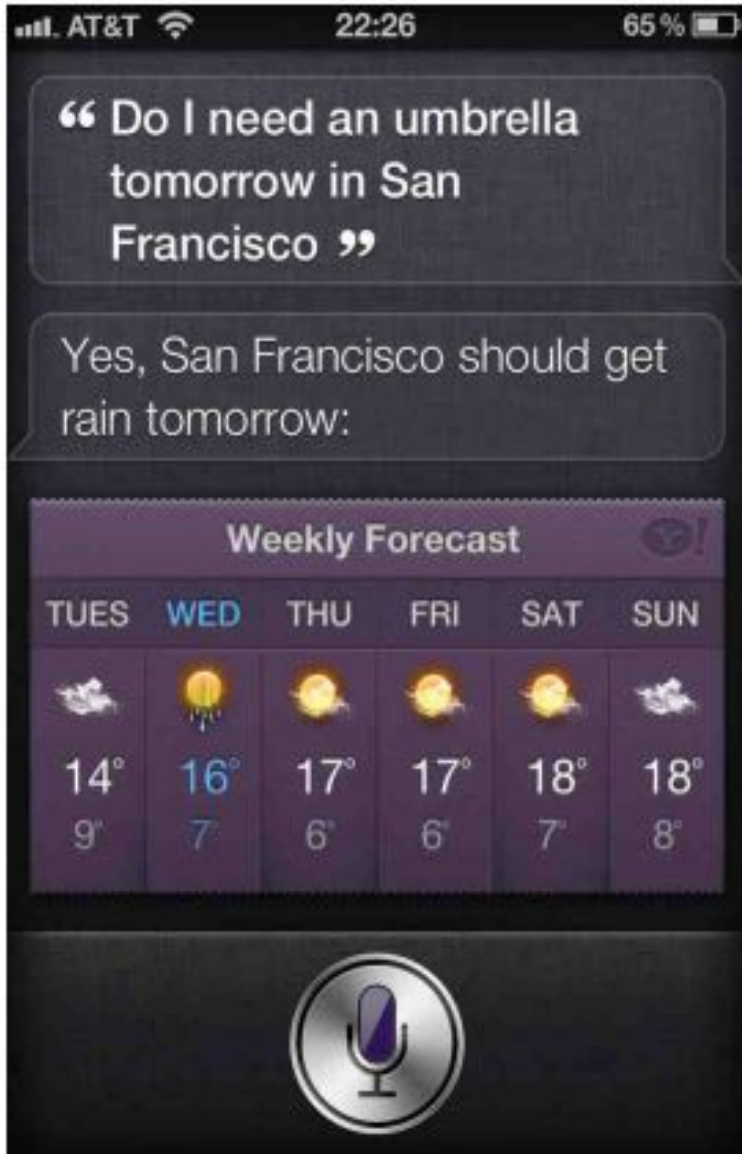 AT&T 22:26 65%
“ Do I need an umbrella
tomorrow in San
Francisco ”
Yes, San Francisco should get
rain tomorrow:
Weekly Forecast
TUES WED THU FRI SAT SUN
14° 16° 17° 17° 18° 18°
9° 7° 6° 6° 7° 8°